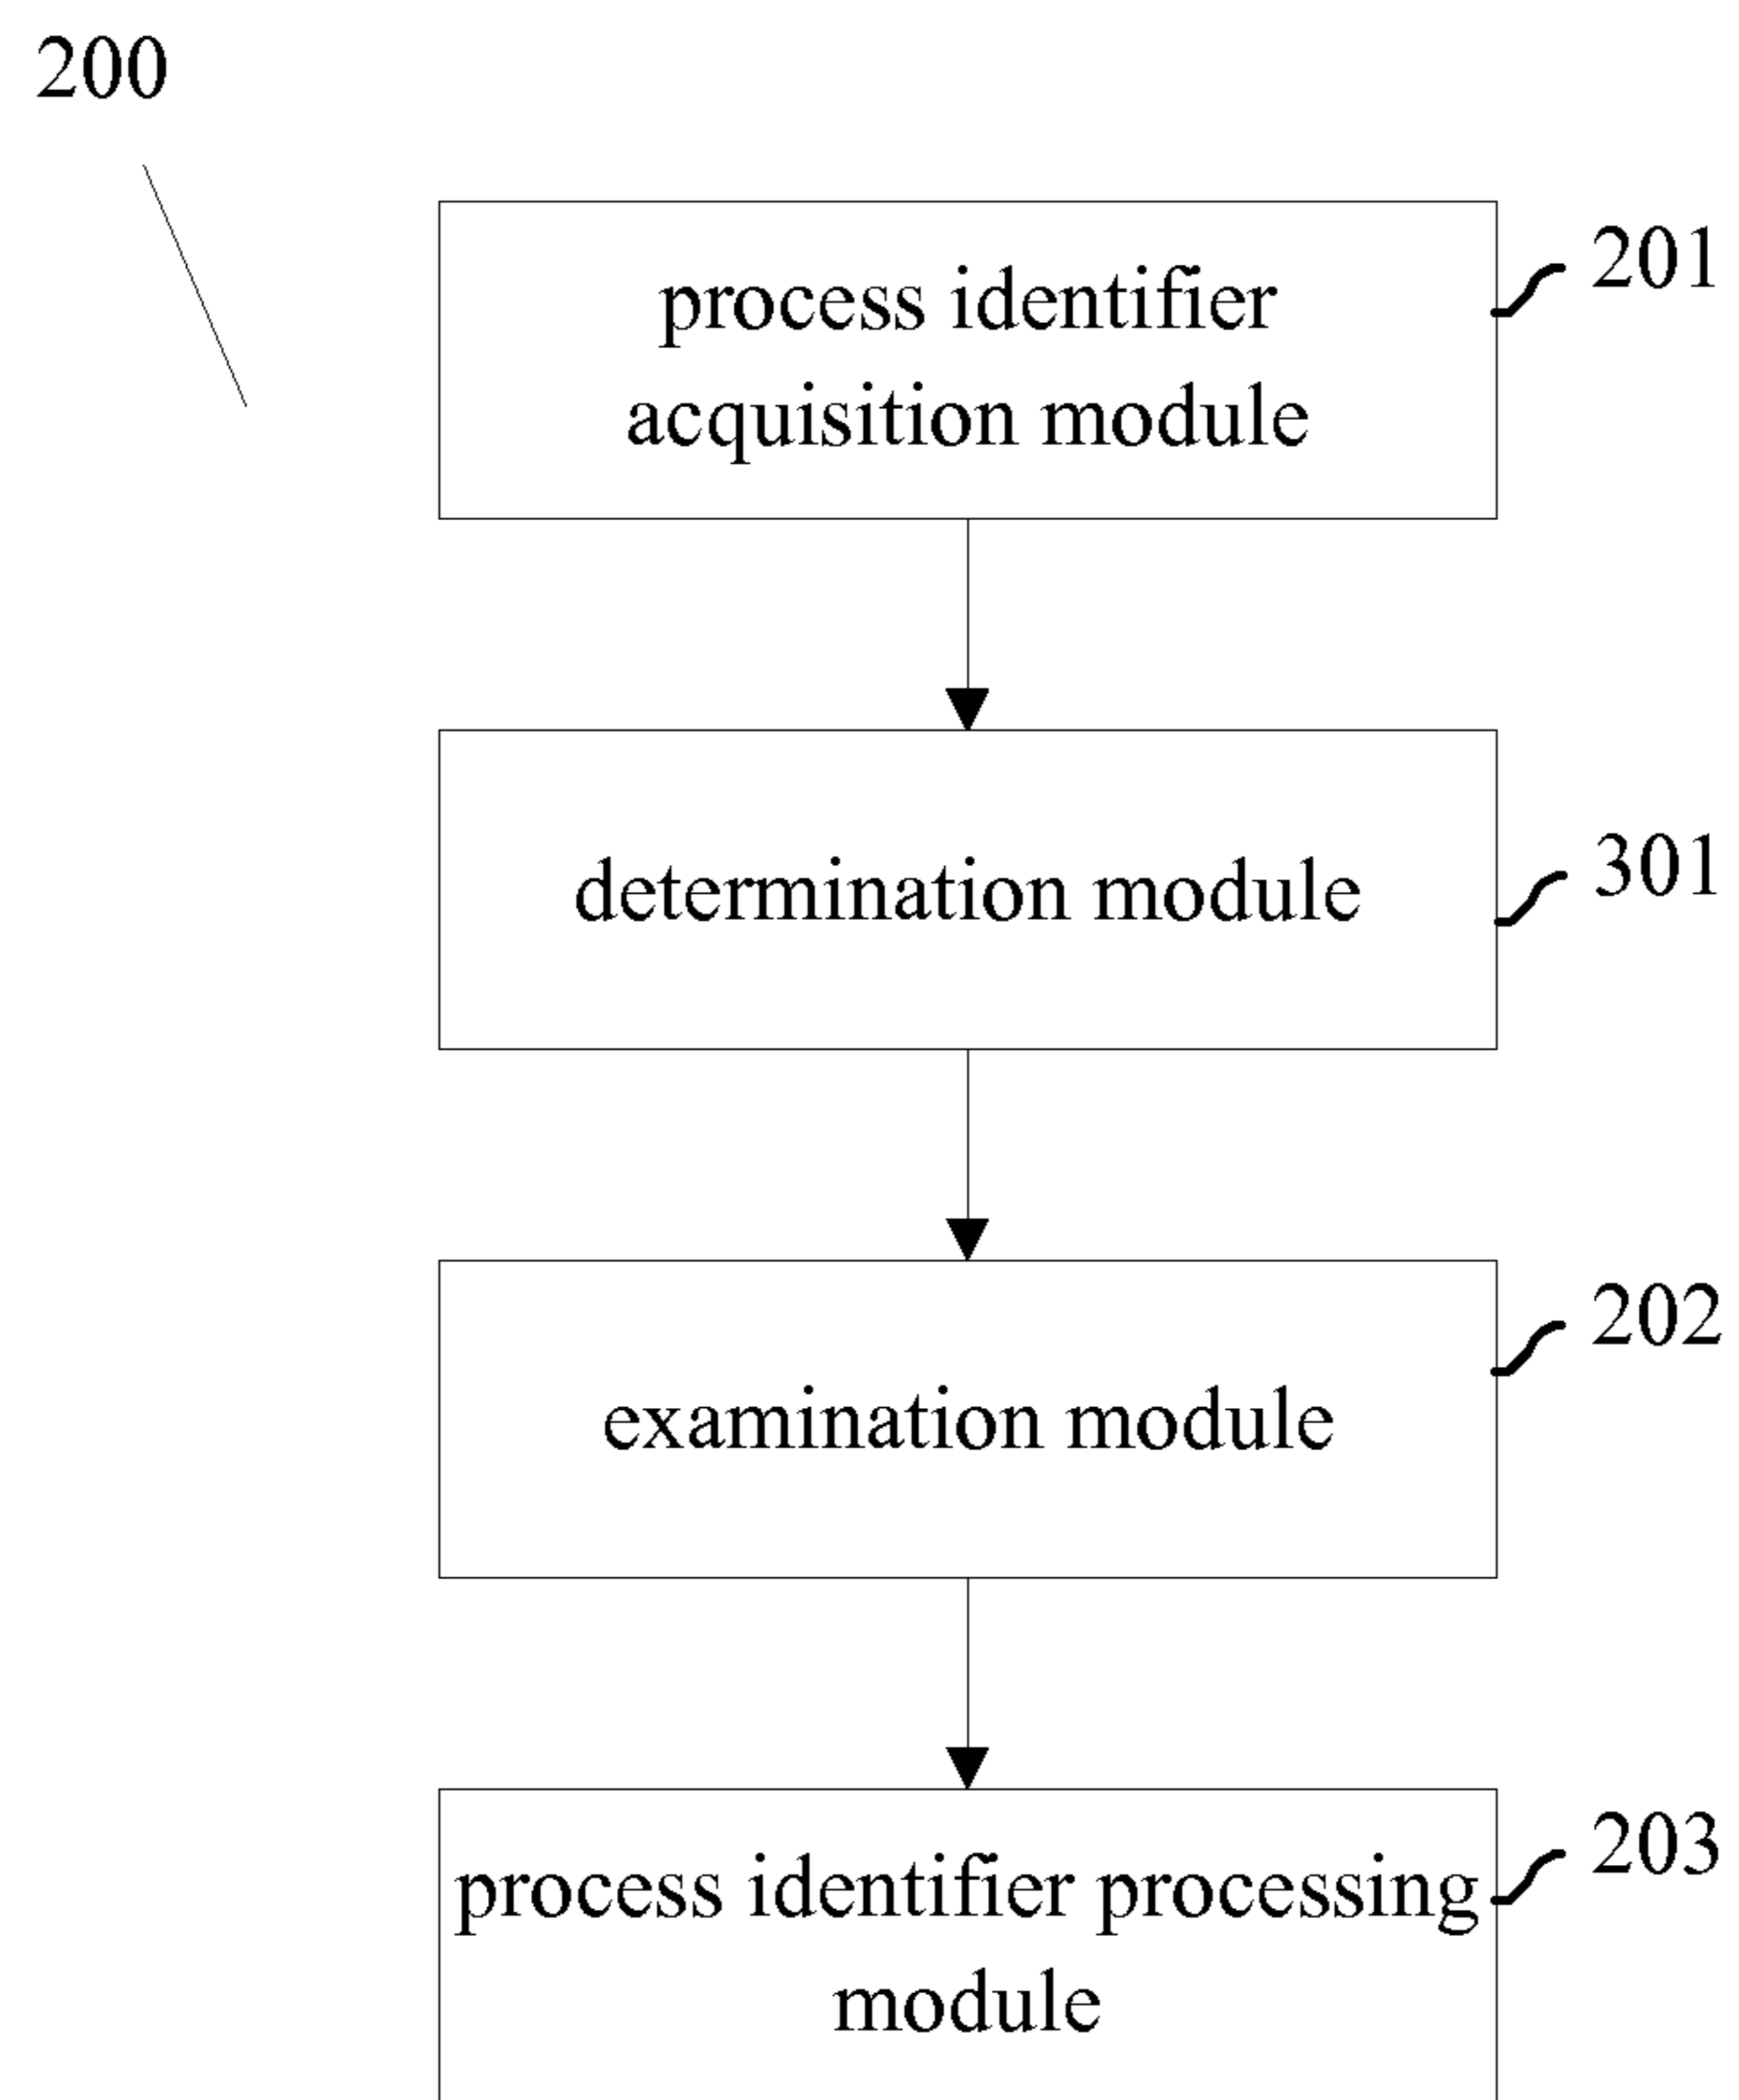 200
process identifier
acquisition module
201
determination module
301
examination module
202
process identifier processing
module
203